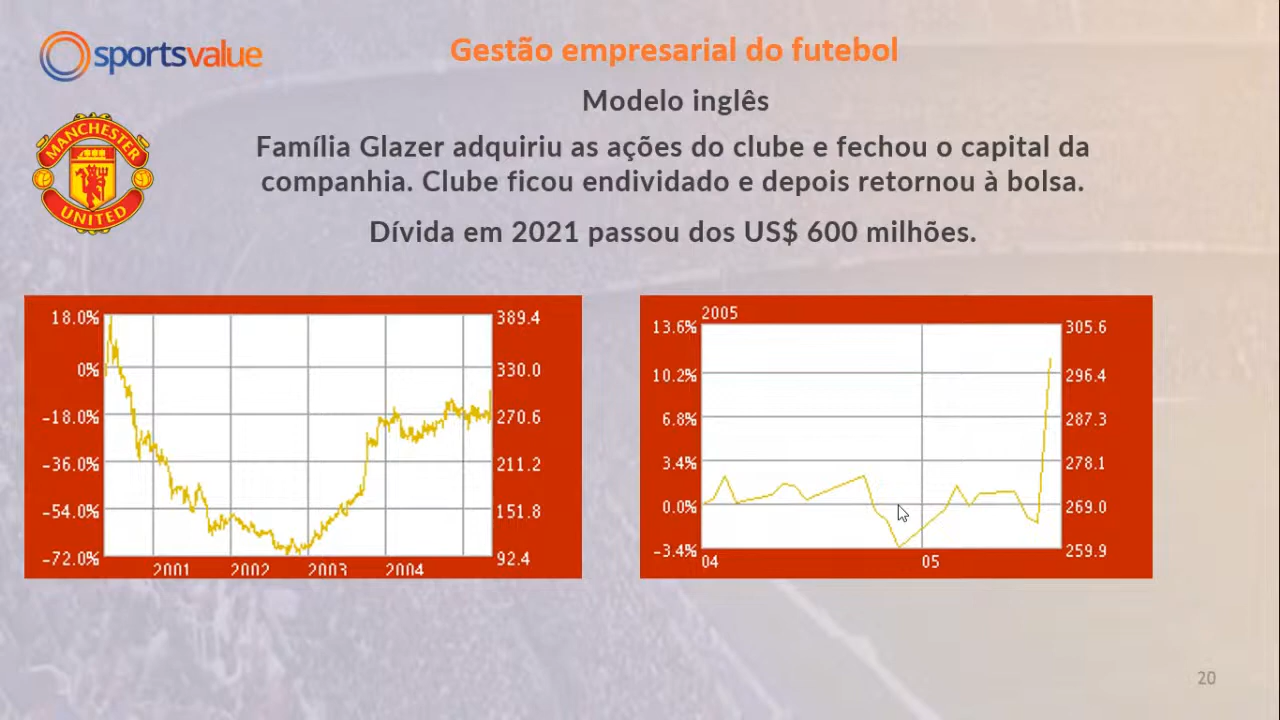 sportsvalue
Gestão empresarial do futebol
Modelo inglês
MANCHESTER
UNITED
Família Glazer adquiriu as ações do clube e fechou o capital da
companhia. Clube ficou endividado e depois retornou à bolsa.
Dívida em 2021 passou dos US$ 600 milhões.
18.0% 389.4
0% 330.0
-18.0% 270.6
-36.0% 211.2
-54.0% 151.8
-72.0% 92.4
2001 2002 2003 2004
2005
13.6% 305.6
10.2% 296.4
6.8% 287.3
3.4% 278.1
0.0% 269.0
-3.4% 259.9
04 05
20